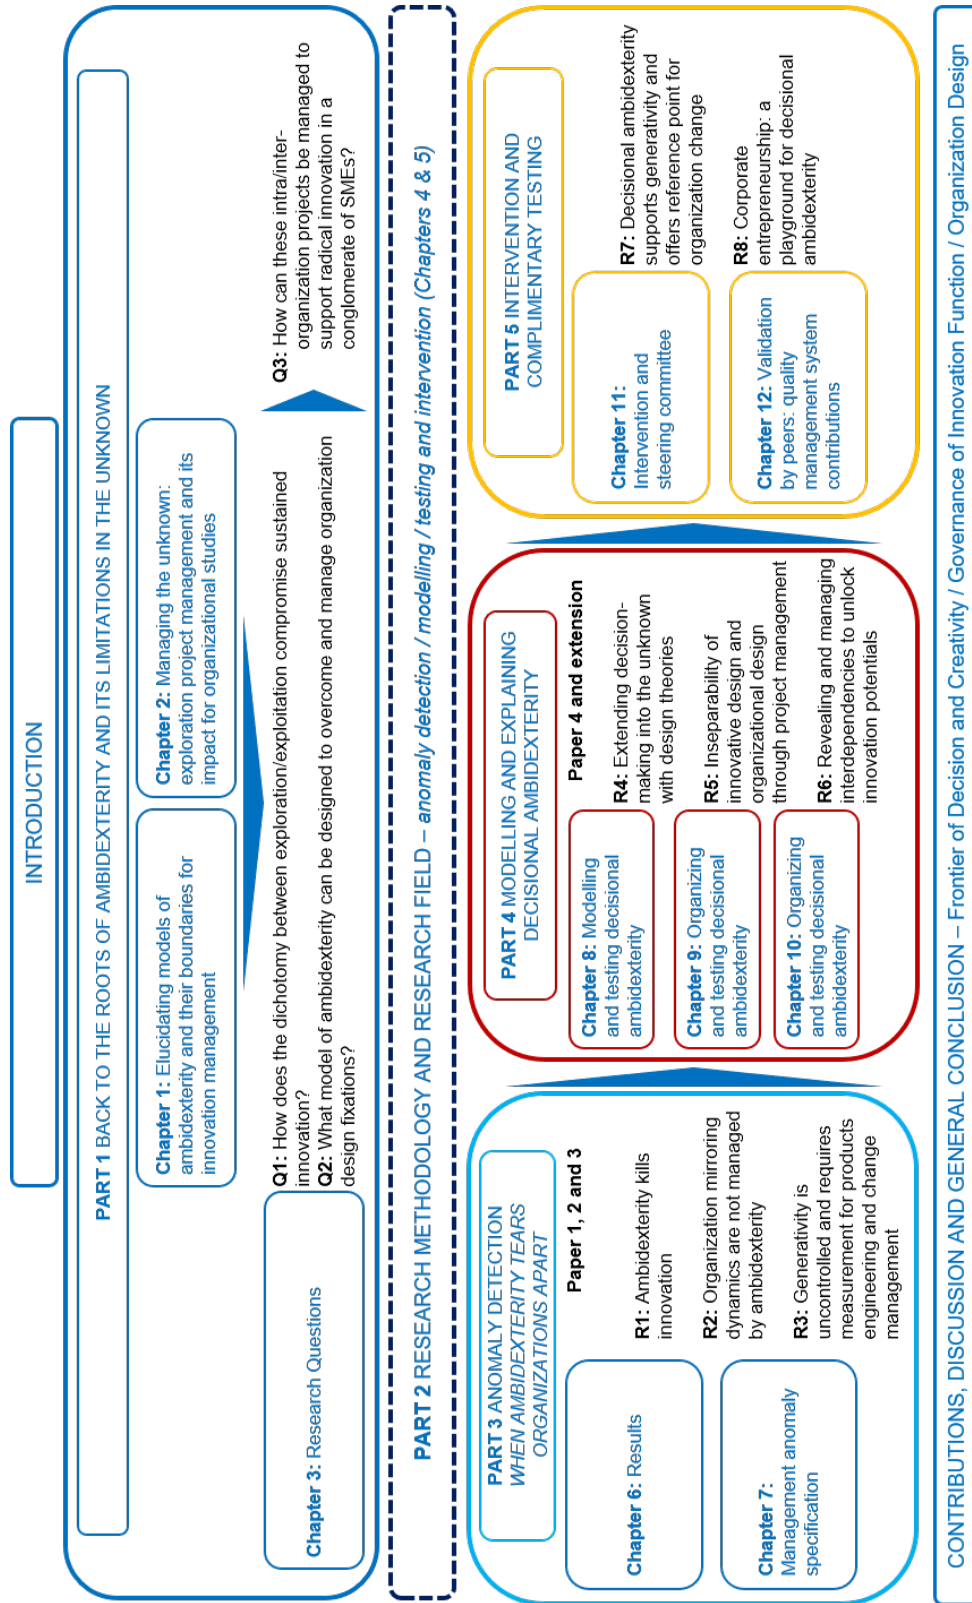 INTRODUCTION
PART 1 BACK TO THE ROOTS OF AMBIDEXTERITY AND ITS LIMITATIONS IN THE UNKNOWN
Chapter 1: Elucidating models of
ambidexterity and their boundaries for
innovation management
Chapter 2: Managing the unknown:
exploration project management and its
impact for organizational studies
Chapter 3: Research Questions
Q1: How does the dichotomy between exploration/exploitation compromise sustained
innovation?
Q2: What model of ambidexterity can be designed to overcome and manage organization
design fixations?
Q3: How can these intra/inter-
organization projects be managed to
support radical innovation in a
conglomerate of SMEs?
PART 2 RESEARCH METHODOLOGY AND RESEARCH FIELD – anomaly detection / modelling / testing and intervention (Chapters 4 & 5)
PART 3 ANOMALY DETECTION
WHEN AMBIDEXTERITY TEARS
ORGANIZATIONS APART
Paper 1, 2 and 3
Chapter 6: Results
R1: Ambidexterity kills
innovation
R2: Organization mirroring
dynamics are not managed
by ambidexterity
Chapter 7:
Management anomaly
specification
R3: Generativity is
uncontrolled and requires
measurement for products
engineering and change
management
PART 4 MODELLING AND EXPLAINING
DECISIONAL AMBIDEXTERITY
Paper 4 and extension
Chapter 8: Modelling
and testing decisional
ambidexterity
R4: Extending decision-
making into the unknown
with design theories
Chapter 9: Organizing
and testing decisional
ambidexterity
R5: Inseparability of
innovative design and
organizational design
through project management
Chapter 10: Organizing
and testing decisional
ambidexterity
R6: Revealing and managing
interdependencies to unlock
innovation potentials
PART 5 INTERVENTION AND
COMPLIMENTARY TESTING
Chapter 11:
Intervention and
steering committee
R7: Decisional ambidexterity
supports generativity and
offers reference point for
organization change
Chapter 12: Validation
by peers: quality
management system
contributions
R8: Corporate
entrepreneurship: a
playground for decisional
ambidexterity
CONTRIBUTIONS, DISCUSSION AND GENERAL CONCLUSION – Frontier of Decision and Creativity / Governance of Innovation Function / Organization Design